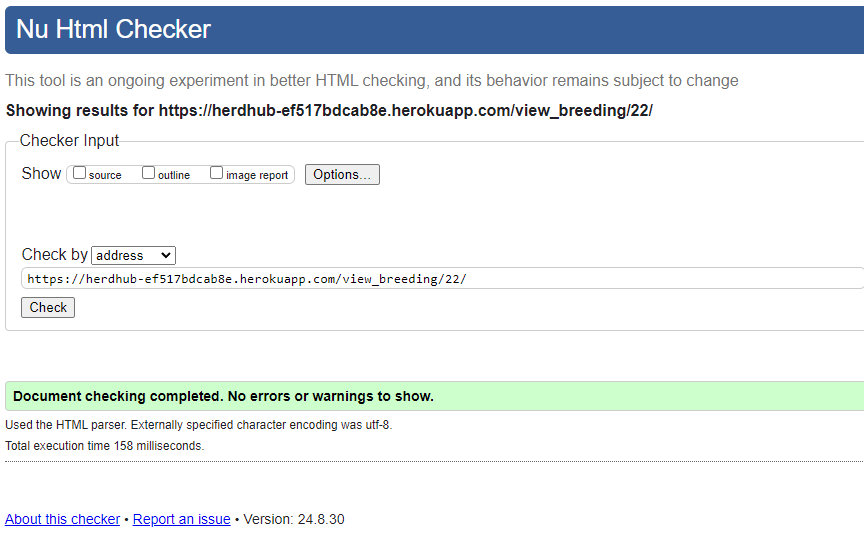 Nu Html Checker
This tool is an ongoing experiment in better HTML checking, and its behavior remains subject to change
Showing results for https://herdhub-ef517bdcab8e.herokuapp.com/view_breeding/22/
Checker Input
Show source outline image report Options...
Check by address
https://herdhub-ef517bdcab8e.herokuapp.com/view_breeding/22/
Check
Document checking completed. No errors or warnings to show.
Used the HTML parser. Externally specified character encoding was utf-8.
Total execution time 158 milliseconds.
About this checker • Report an issue • Version: 24.8.30